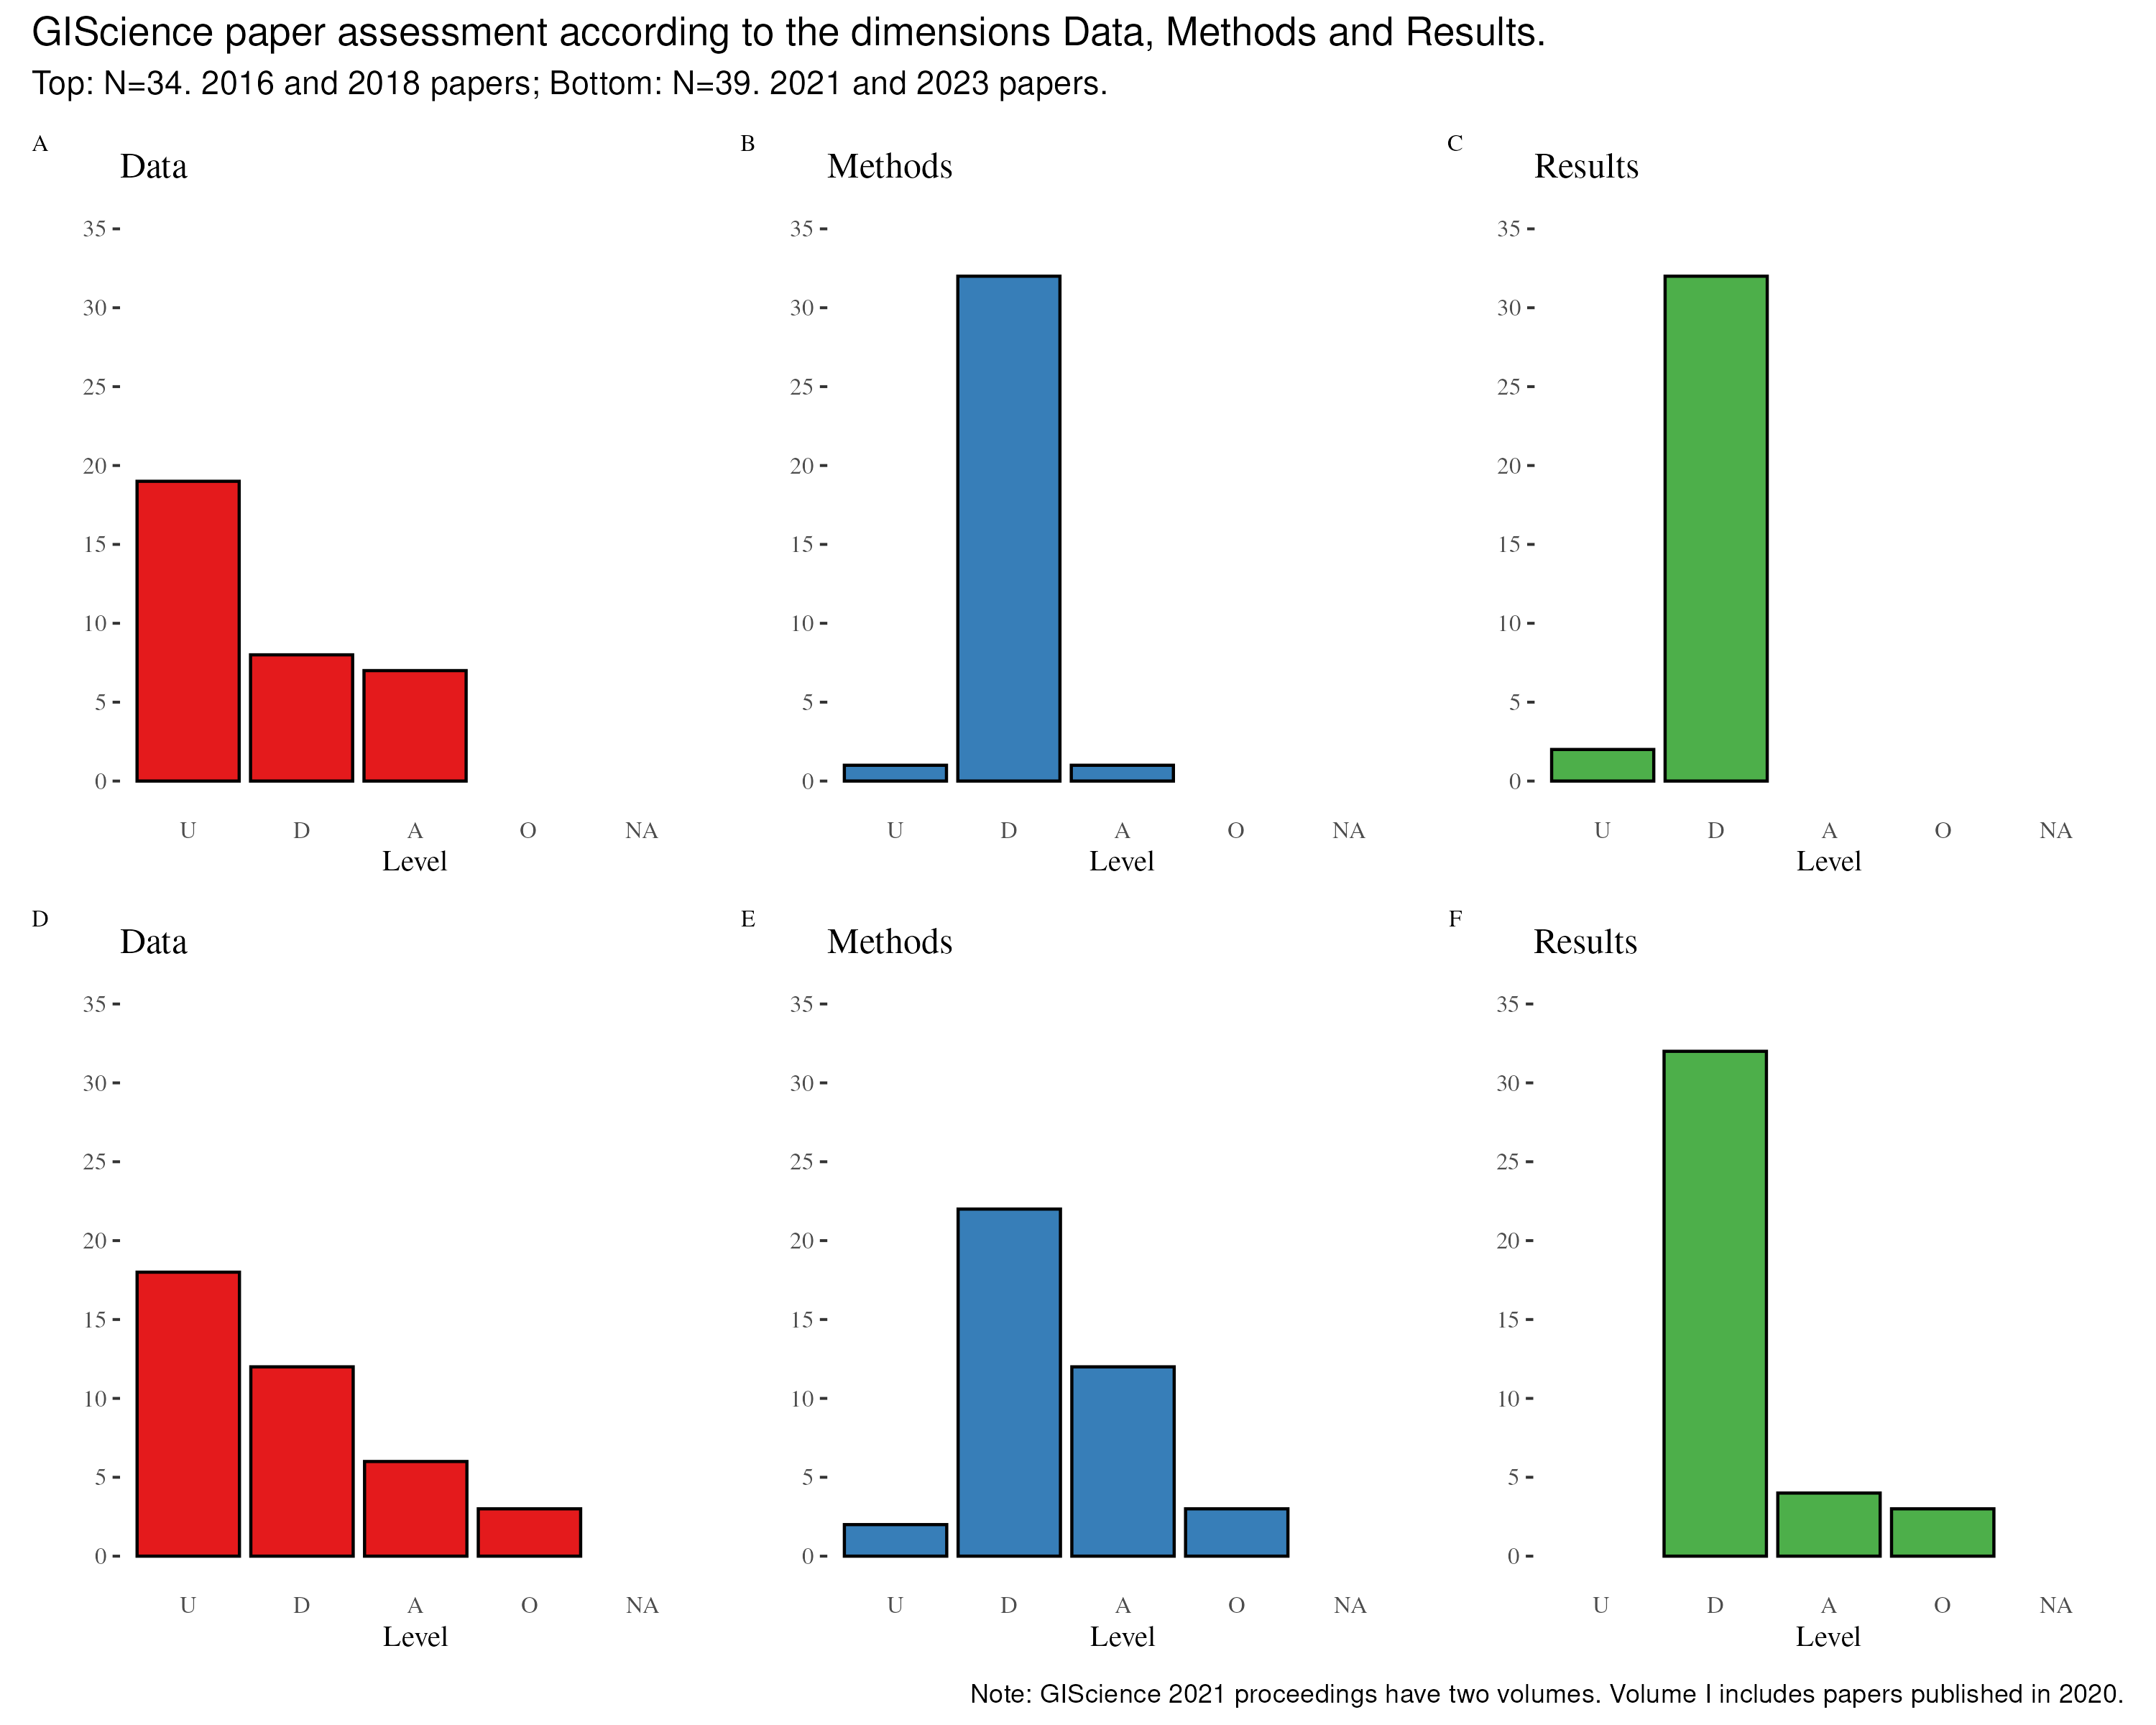 GIScience paper assessment according to the dimensions Data, Methods and Results.
Top: N=34. 2016 and 2018 papers; Bottom: N=39. 2021 and 2023 papers.
A
Data
35
30
25
20
15
10
5
0
U D A O NA
Level
B
Methods
35
30
25
20
15
10
5
0
U D A O NA
Level
C
Results
35
30
25
20
15
10
5
0
U D A O NA
Level
D
Data
35
30
25
20
15
10
5
0
U D A O NA
Level
E
Methods
35
30
25
20
15
10
5
0
U D A O NA
Level
F
Results
35
30
25
20
15
10
5
0
U D A O NA
Level
Note: GIScience 2021 proceedings have two volumes. Volume I includes papers published in 2020.